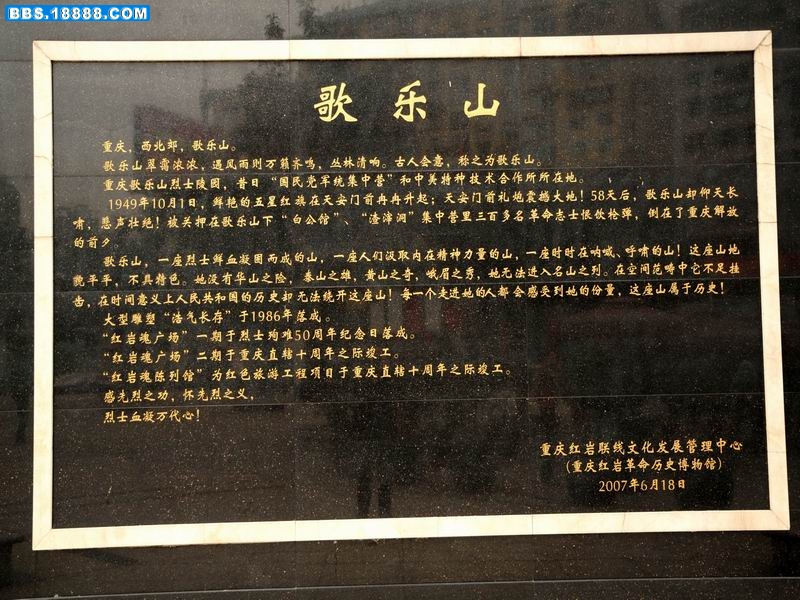 BBS.18888.COM
歌乐山
重庆，西北郊，歌乐山。
歌乐山翠霭浓浓，遇风雨则万籁齐鸣，丛林清响。古人会意，称之为歌乐山。
重庆歌乐山烈士陵园，昔日“国民党军统集中营”和中美特种技术合作所所在地。
1949年10月1日，鲜艳的五星红旗在天安门前冉冉升起；天安门前礼炮震撼大地！58天后，歌乐山却仰天长
啸，悲声壮绝！被关押在歌乐山下“白公馆”、“渣滓洞”集中营里三百多名革命志士恨饮枪弹，倒在了重庆解放
的前夕。
歌乐山，一座烈士鲜血凝固而成的山，一座人们汲取内在精神力量的山，一座时时在呐喊、呼啸的山！这座山地
貌平平，不具特色。她没有华山之险，泰山之雄，黄山之奇，峨眉之秀，她无法进入名山之列。在空间范畴中它不足挂
齿，在时间意义上人民共和国的历史却无法绕开这座山！每一个走进她的人都会感受到她的份量，这座山属于历史！
大型雕塑“浩气长存”于1986年落成。
“红岩魂广场”一期于烈士殉难50周年纪念日落成。
“红岩魂广场”二期于重庆直辖十周年之际竣工。
“红岩魂陈列馆”为红色旅游工程项目于重庆直辖十周年之际竣工。
感先烈之功，怀先烈之义，
烈士血凝万代心！
重庆红岩联线文化发展管理中心
（重庆红岩革命历史博物馆）
2007年6月18日